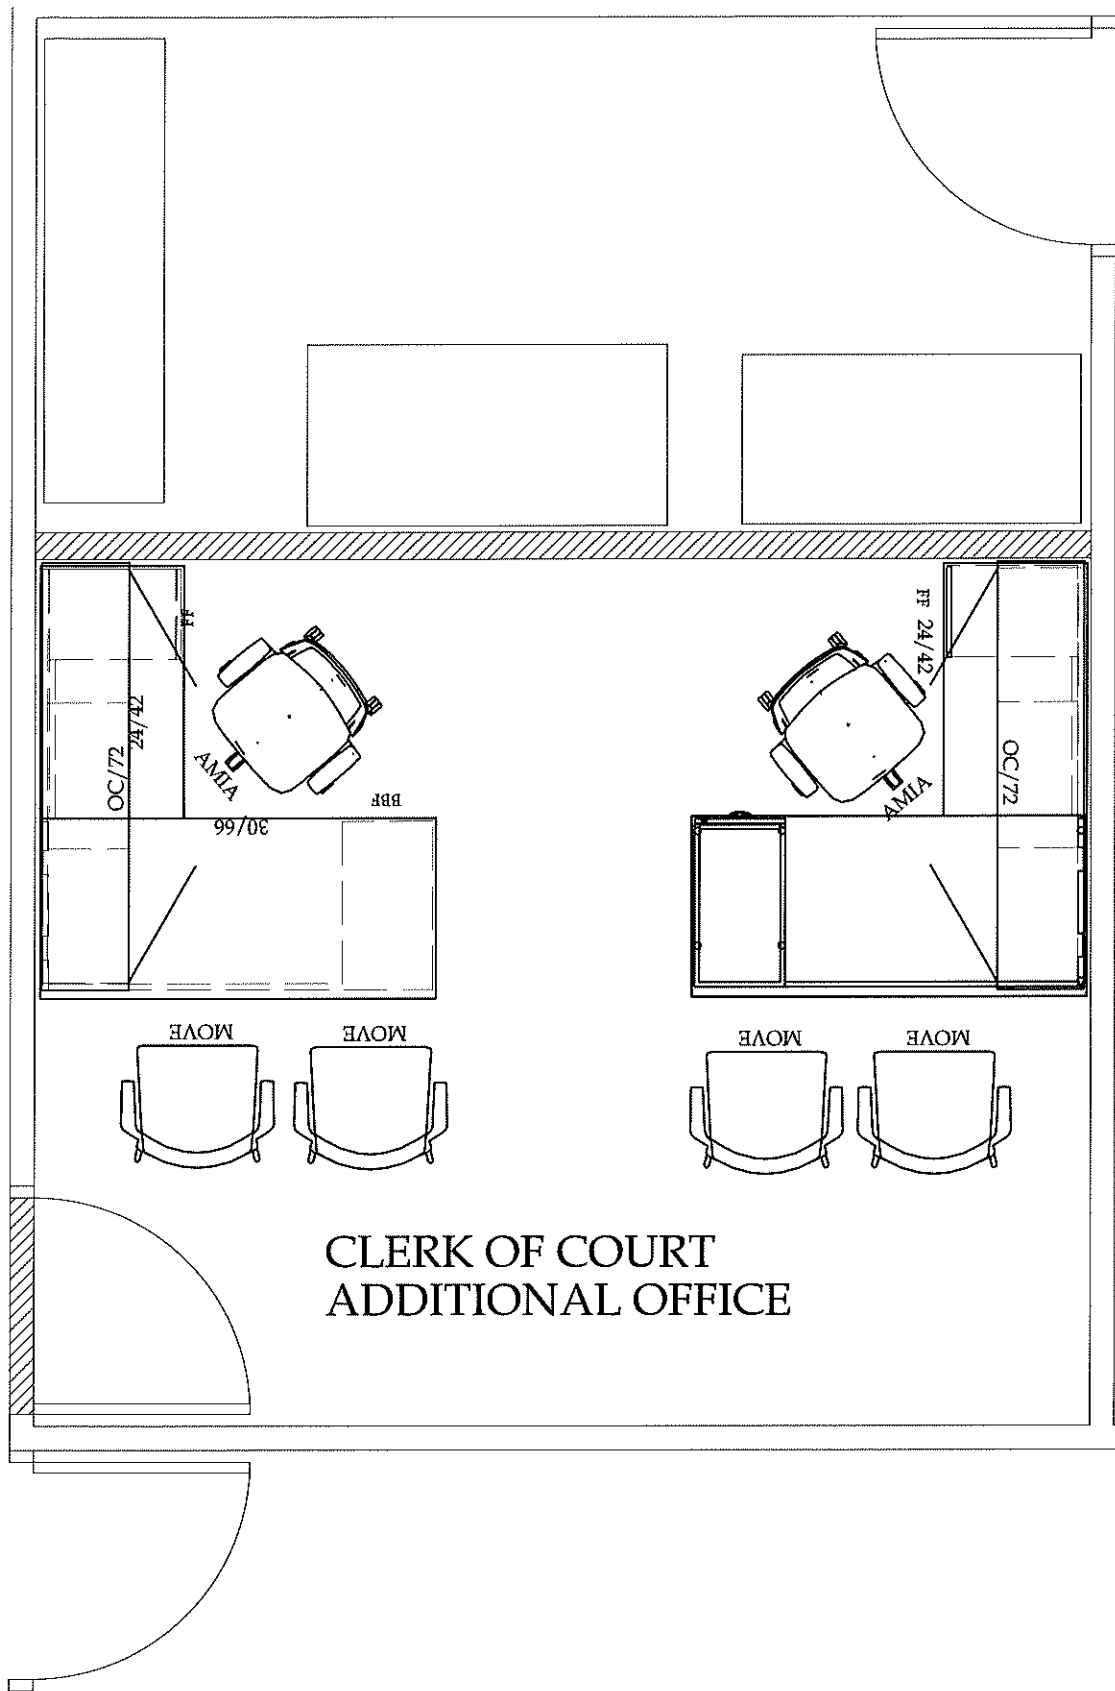 FF
FF 24/42
24/42
OC/72
OC/72
AMIA
AMIA
BBF
30/66
MOVE
MOVE
MOVE
MOVE
CLERK OF COURT
ADDITIONAL OFFICE